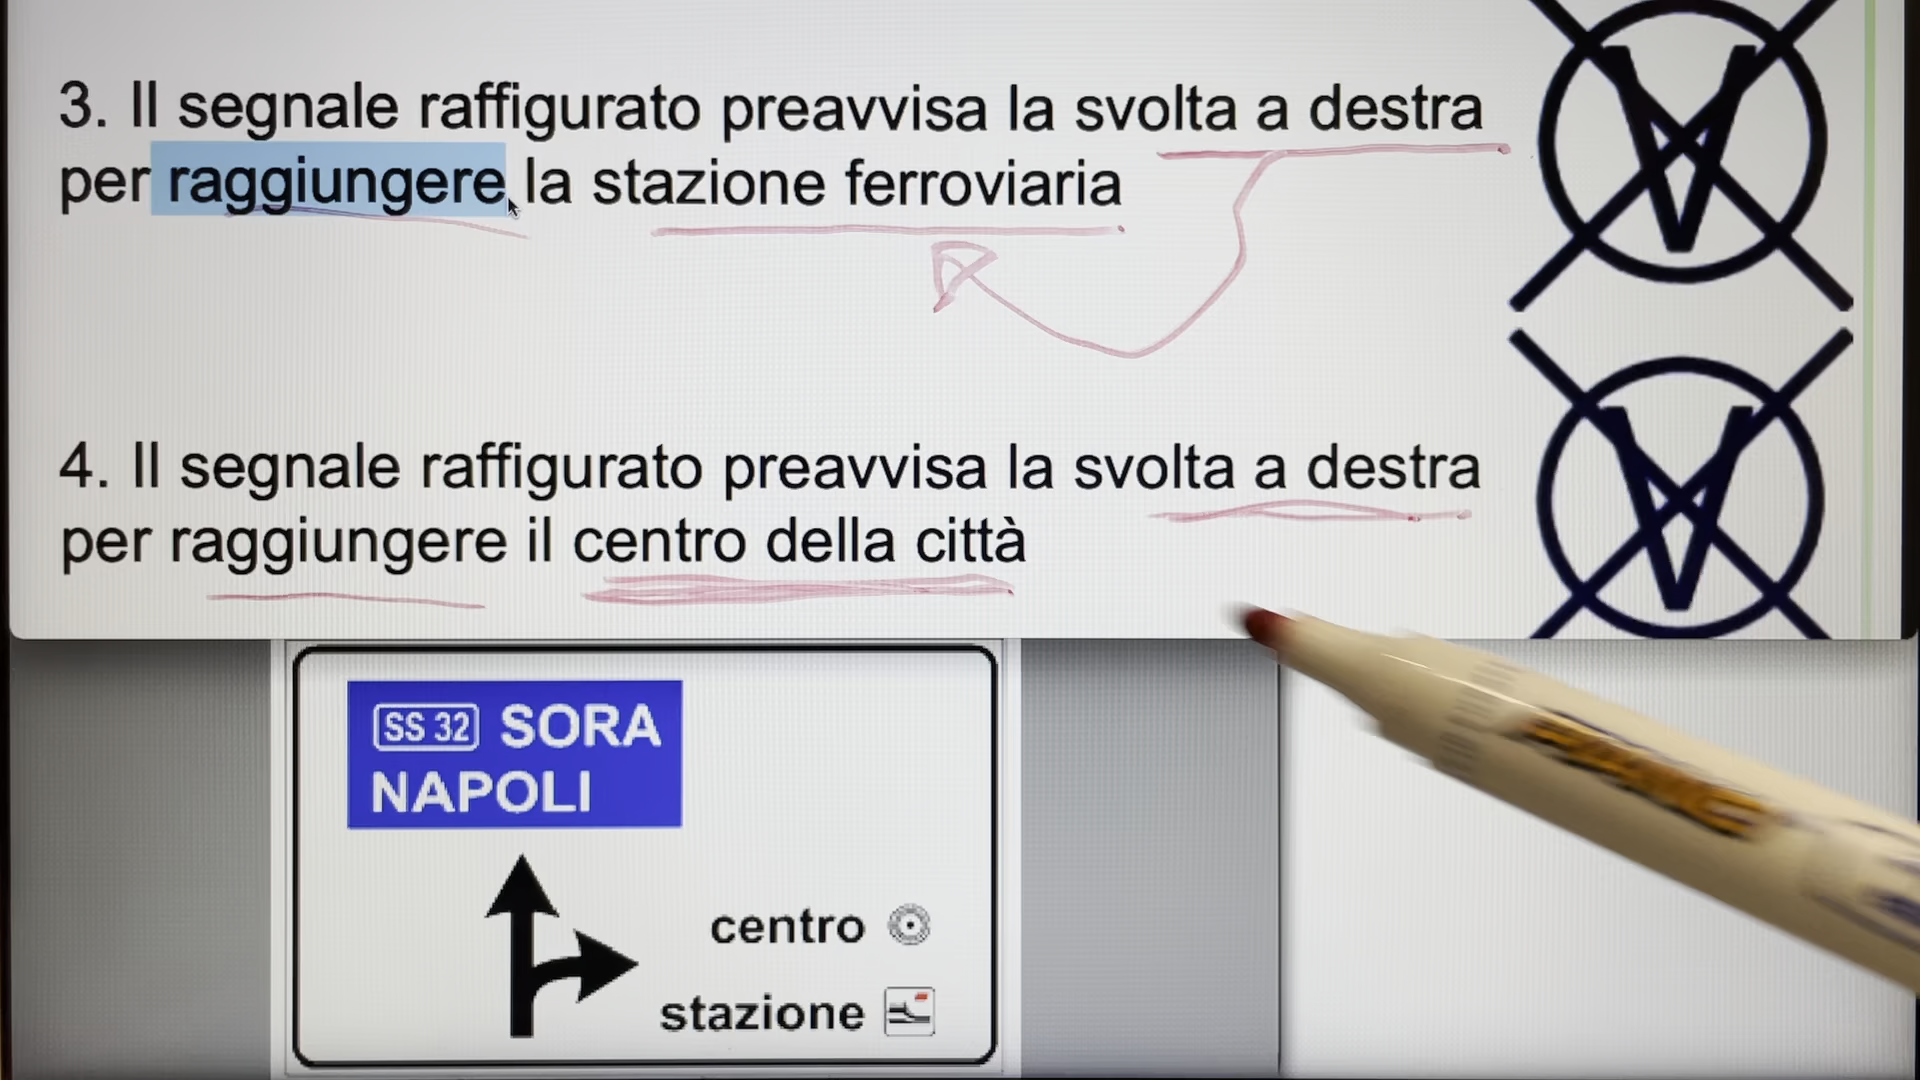 3. Il segnale raffigurato preavvisa la svolta a destra
per raggiungere la stazione ferroviaria
V
4. Il segnale raffigurato preavvisa la svolta a destra
per raggiungere il centro della città
V
SS 32 SORA
NAPOLI
centro
stazione